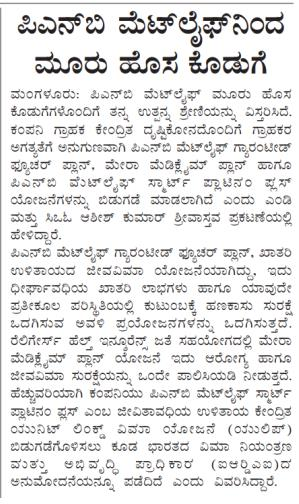 ಪಿಎನ್‌ಬಿ ಮೆಟ್‌ಲೈಫ್‌ನಿಂದ
ಮೂರು ಹೊಸ ಕೊಡುಗೆ
ಮಂಗಳೂರು: ಪಿಎನ್‌ಬಿ ಮೆಟ್‌ಲೈಫ್ ಮೂರು ಹೊಸ
ಕೊಡುಗೆಗಳೊಂದಿಗೆ ತನ್ನ ಉತ್ಪನ್ನ ಶ್ರೇಣಿಯನ್ನು ವಿಸ್ತರಿಸಿದೆ.
ಕಂಪನಿ ಗ್ರಾಹಕ ಕೇಂದ್ರಿತ ದೃಷ್ಟಿಕೋನದೊಂದಿಗೆ ಗ್ರಾಹಕರ
ಅಗತ್ಯತೆಗೆ ಅನುಗುಣವಾಗಿ ಪಿಎನ್‌ಬಿ ಮೆಟ್‌ಲೈಫ್ ಗ್ಯಾರಂಟೀಡ್
ಫ್ಯೂಚರ್ ಪ್ಲಾನ್, ಮೇರಾ ಮೆಡಿಕ್ಲೈಮ್ ಪ್ಲಾನ್ ಹಾಗೂ
ಪಿಎನ್‌ಬಿ ಮೆಟ್‌ಲೈಫ್ ಸ್ಮಾರ್ಟ್ ಪ್ಲಾಟಿನಂ ಪ್ಲಸ್
ಯೋಜನೆಗಳನ್ನು ಬಿಡುಗಡೆ ಮಾಡಲಾಗಿದೆ ಎಂದು ಎಂಡಿ
ಮತ್ತು ಸಿಒಓ ಆಶೀಶ್ ಕುಮಾರ್ ಶ್ರೀವಾಸ್ತವ ಪ್ರಕಟಣೆಯಲ್ಲಿ
ಹೇಳಿದ್ದಾರೆ.
ಪಿಎನ್‌ಬಿ ಮೆಟ್‌ಲೈಫ್ ಗ್ಯಾರಂಟೀಡ್ ಫ್ಯೂಚರ್ ಪ್ಲಾನ್, ಖಾತರಿ
ಉಳಿತಾಯದ ಜೀವವಿಮಾ ಯೋಜನೆಯಾಗಿದ್ದು, ಇದು
ಧೀರ್ಘಾವಧಿಯ ಖಾತರಿ ಲಾಭಗಳು ಹಾಗೂ ಯಾವುದೇ
ಪ್ರತೀಕೂಲ ಪರಿಸ್ಥಿತಿಯಲ್ಲಿ ಕುಟುಂಬಕ್ಕೆ ಹಣಕಾಸು ಸುರಕ್ಷೆ
ಒದಗಿಸುವ ಅವಳಿ ಪ್ರಯೋಜನಗಳನ್ನು ಒದಗಿಸುತ್ತದೆ.
ರೆಲಿಗೇರ್ಸ್ ಹೆಲ್ತ್ ಇನ್ಶೂರೆನ್ಸ್ ಜತೆ ಸಹಯೋಗದಲ್ಲಿ ಮೇರಾ
ಮೆಡಿಕ್ಲೈಮ್ ಪ್ಲಾನ್ ಯೋಜನೆ ಇದು ಆರೋಗ್ಯ ಹಾಗೂ
ಜೀವವಿಮಾ ಸುರಕ್ಷೆಯನ್ನು ಒಂದೇ ಪಾಲಿಸಿಯಡಿ ನೀಡುತ್ತದೆ.
ಹೆಚ್ಚುವರಿಯಾಗಿ ಕಂಪನಿಯು ಪಿಎನ್‌ಬಿ ಮೆಟ್‌ಲೈಫ್ ಸ್ಮಾರ್ಟ್
ಪ್ಲಾಟಿನಂ ಪ್ಲಸ್ ಎಂಬ ಜೀವಿತಾವಧಿಯ ಉಳಿತಾಯ ಕೇಂದ್ರಿತ
ಯುನಿಟ್ ಲಿಂಕ್ಡ್ ವಿಮಾ ಯೋಜನೆ (ಯುಲಿಪ್)
ಬಿಡುಗಡೆಗೊಳಿಸಲು ಕೂಡ ಭಾರತದ ವಿಮಾ ನಿಯಂತ್ರಣ
ಮತ್ತು ಅಭಿವೃದ್ಧಿ ಪ್ರಾಧಿಕಾರ (ಐಆರ್‌ಡಿಎಐ)ದ
ಅನುಮೋದನೆಯನ್ನೂ ಪಡೆದಿದೆ ಎಂದು ವಿವರಿಸಿದ್ದಾರೆ.